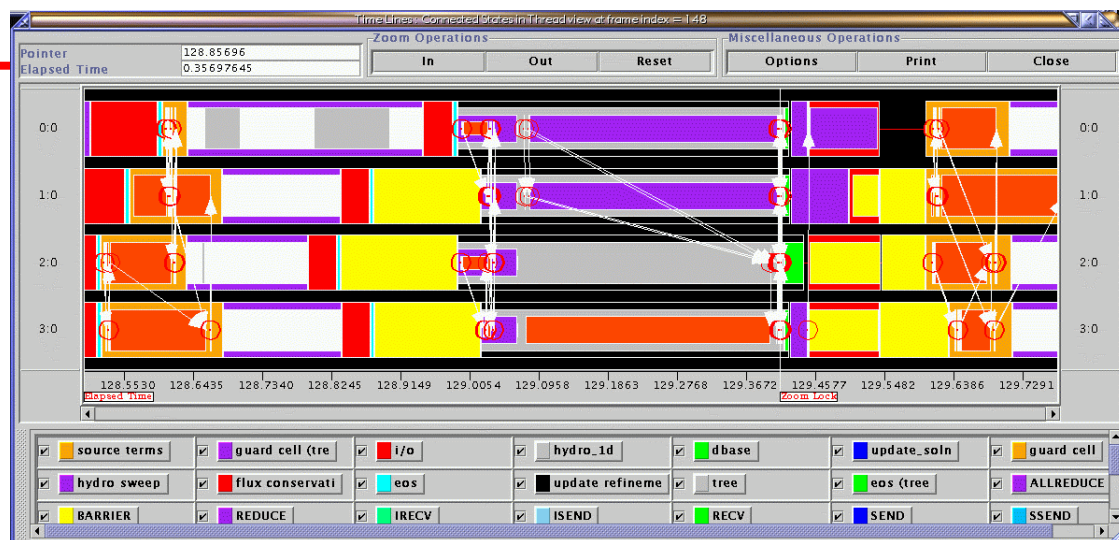 TimeLines : Connected States in Thread view at frame index = 148
Zoom Operations
Miscellaneous Operations
Pointer 128.85696
Elapsed Time 0.35697645
In Out Reset
Options Print Close
0:0 0:0
1:0 1:0
2:0 2:0
3:0 3:0
128.5530 128.6435 128.7340 128.8245 128.9149 129.0054 129.0958 129.1863 129.2768 129.3672 129.4577 129.5482 129.6386 129.7291
Elapsed Time Zoom Lock
source terms guard cell (tre i/o hydro_1d dbase update_soln guard cell
hydro sweep flux conservati eos update refineme tree eos (tree ALLREDUCE
BARRIER REDUCE IRECV ISEND RECV SEND SSEND